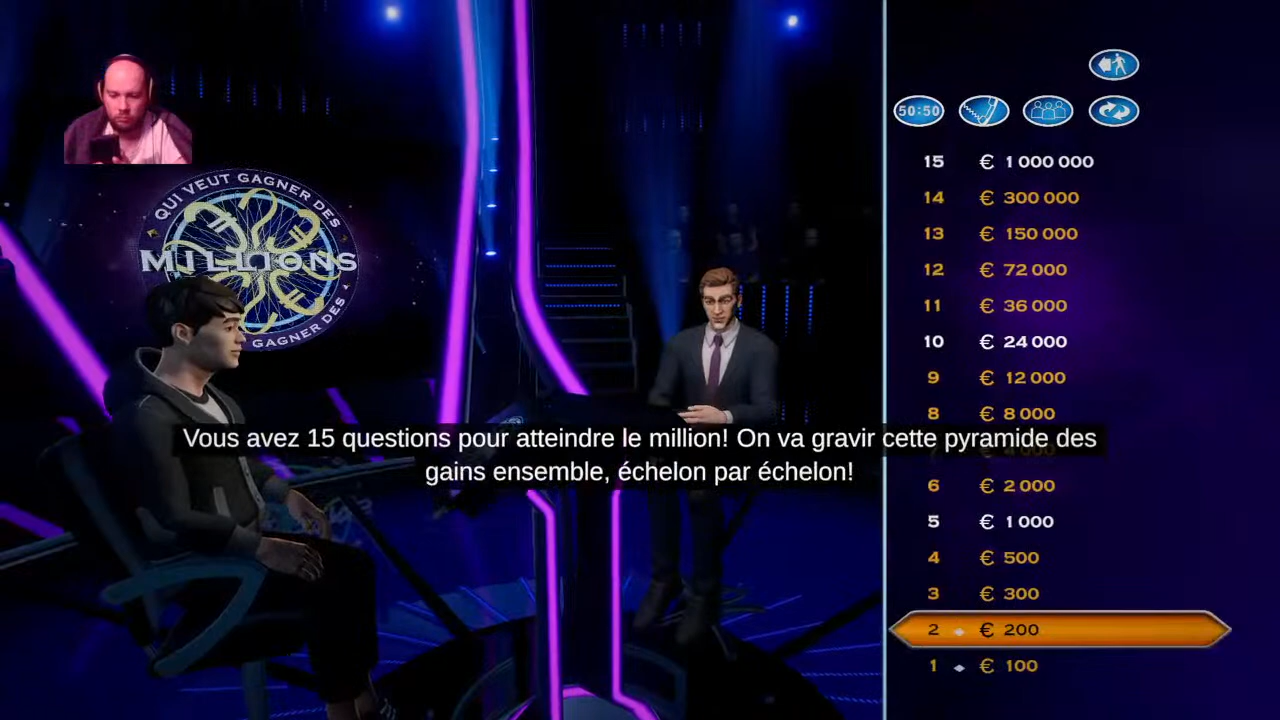 QUI VEUT GAGNER DES
MILLIONS
GAGNER DES
50:50
15 € 1 000 000
14 € 300 000
13 € 150 000
12 € 72 000
11 € 36 000
10 € 24 000
9 € 12 000
8 € 8 000
Vous avez 15 questions pour atteindre le million! On va gravir cette pyramide des
gains ensemble, échelon par échelon!
6 € 2 000
5 € 1 000
4 € 500
3 € 300
2 € 200
1 € 100